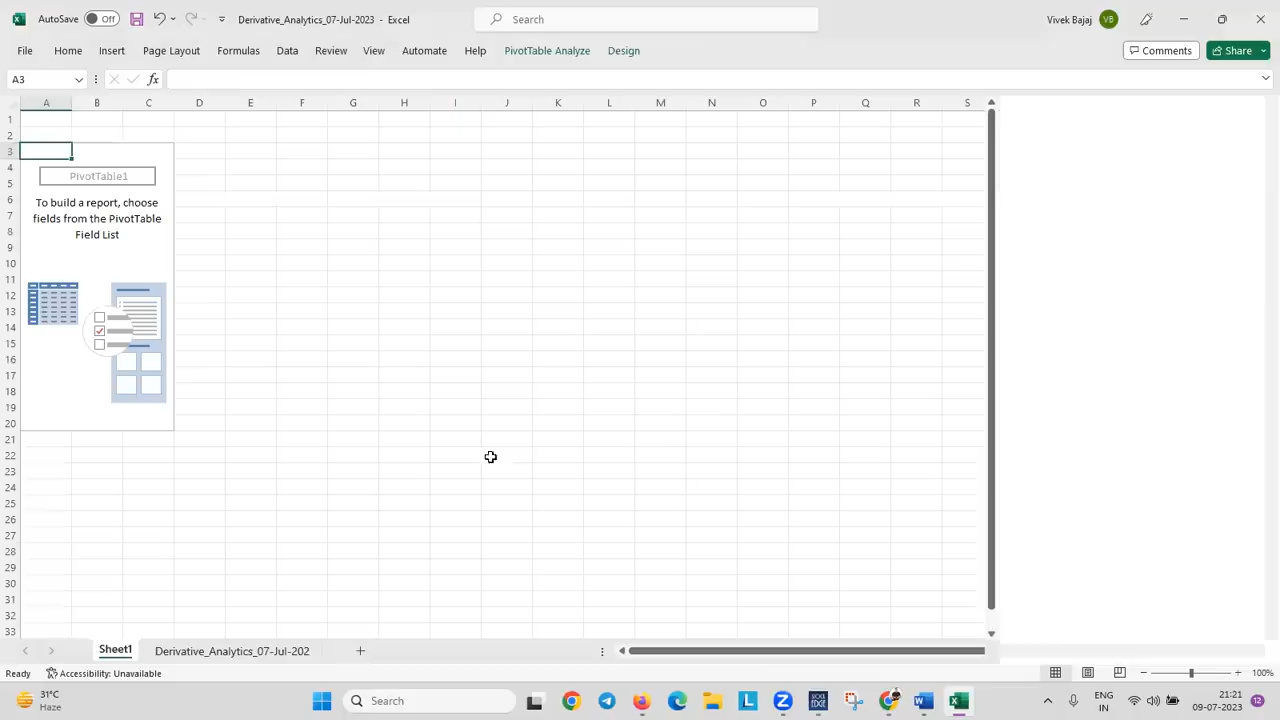 AutoSave Off Derivative_Analytics_07-Jul-2023 - Excel Search Vivek Bajaj VB
File Home Insert Page Layout Formulas Data Review View Automate Help PivotTable Analyze Design Comments Share
A3 fx
A B C D E F G H I J K L M N O P Q R S
1
2
3
4
5
6
7
8
9
10
11
12
13
14
15
16
17
18
19
20
21
22
23
24
25
26
27
28
29
30
31
32
33
PivotTable1
To build a report, choose
fields from the PivotTable
Field List
Sheet1 Derivative_Analytics_07-Jul-202
Ready Accessibility: Unavailable 100%
31°C
Haze
Search
L
Z
STOCK
EDGE
W
X
ENG
IN
21:21
09-07-2023
12